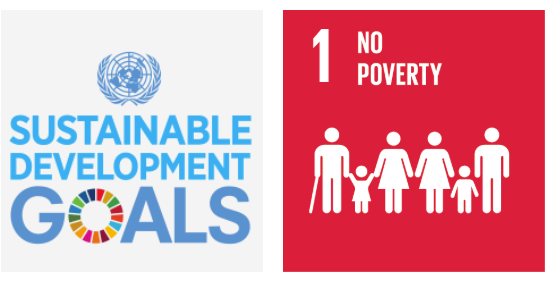 SUSTAINABLE
DEVELOPMENT
GOALS
1 NO
POVERTY